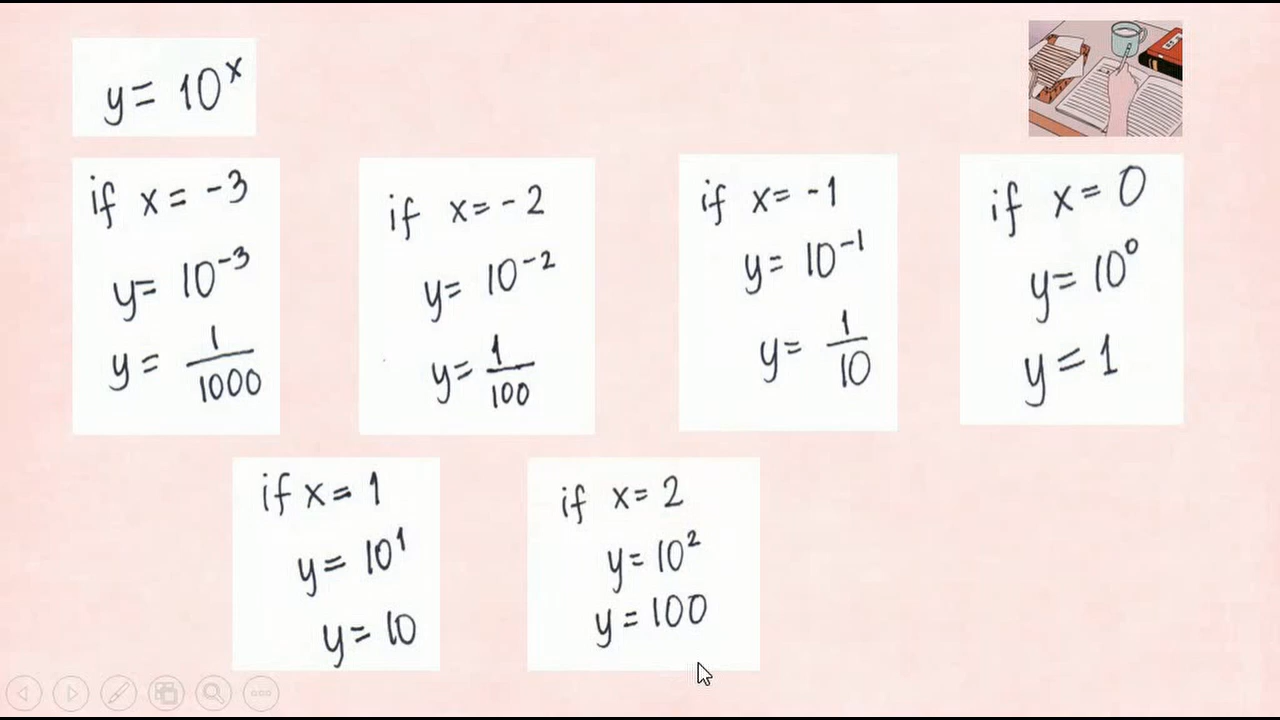 y = 10^x
if x = -3
y = 10^-3
y = 1/1000
if x = -2
y = 10^-2
y = 1/100
if x = -1
y = 10^-1
y = 1/10
if x = 0
y = 10^0
y = 1
if x = 1
y = 10^1
y = 10
if x = 2
y = 10^2
y = 100